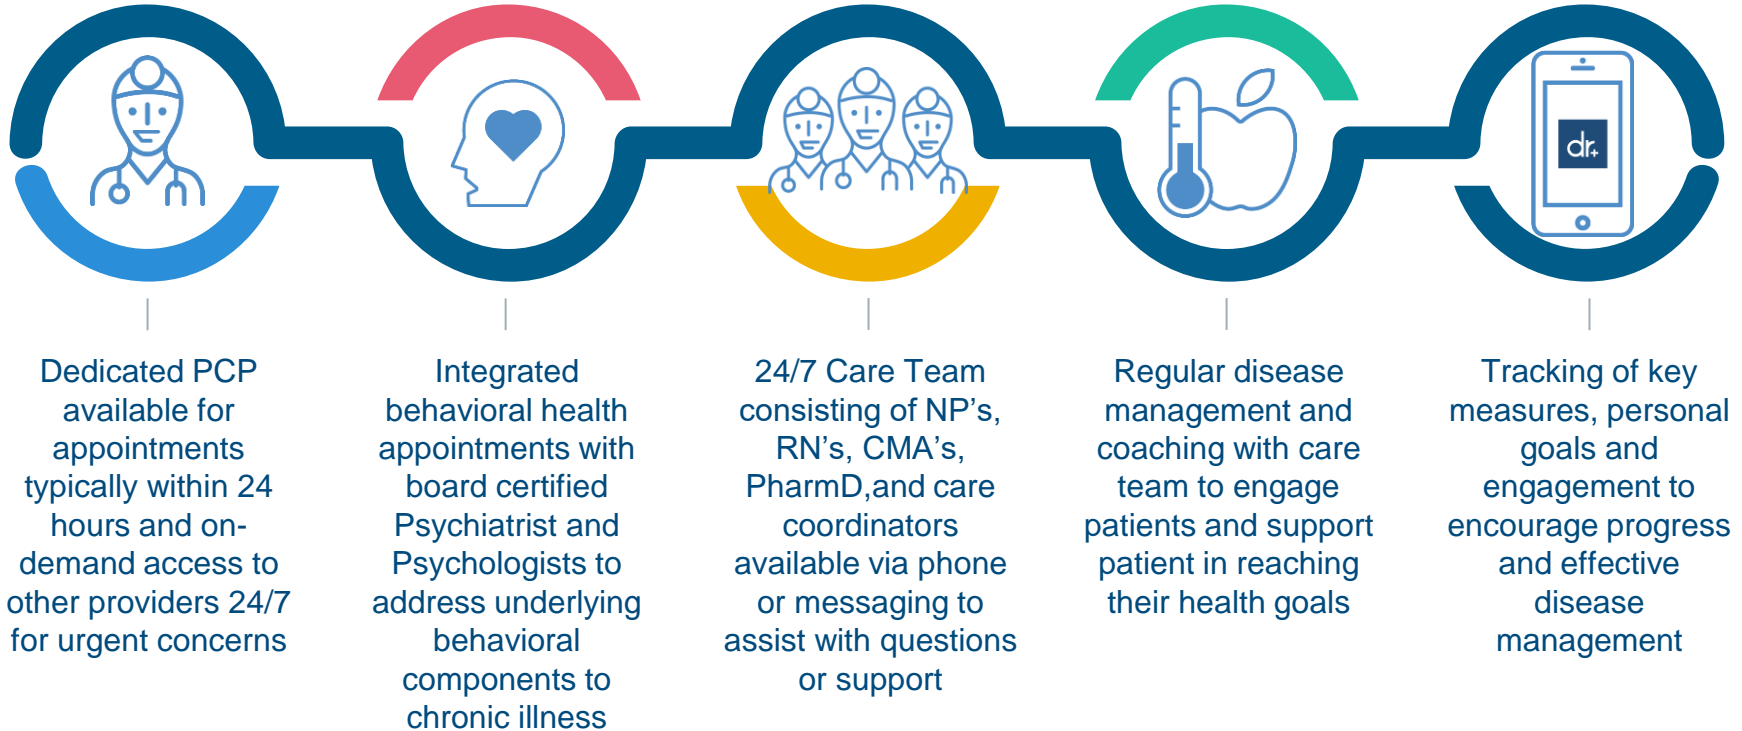 dr+
Dedicated PCP
available for
appointments
typically within 24
hours and on-
demand access to
other providers 24/7
for urgent concerns
Integrated
behavioral health
appointments with
board certified
Psychiatrist and
Psychologists to
address underlying
behavioral
components to
chronic illness
24/7 Care Team
consisting of NP’s,
RN’s, CMA’s,
PharmD,and care
coordinators
available via phone
or messaging to
assist with questions
or support
Regular disease
management and
coaching with care
team to engage
patients and support
patient in reaching
their health goals
Tracking of key
measures, personal
goals and
engagement to
encourage progress
and effective
disease
management